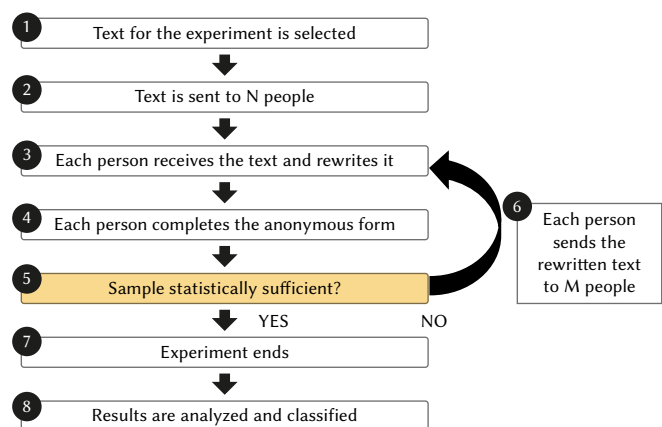 1
Text for the experiment is selected
2
Text is sent to N people
3
Each person receives the text and rewrites it
4
Each person completes the anonymous form
5
Sample statistically sufficient?
6
Each person
sends the
rewritten text
to M people
YES
NO
7
Experiment ends
8
Results are analyzed and classified